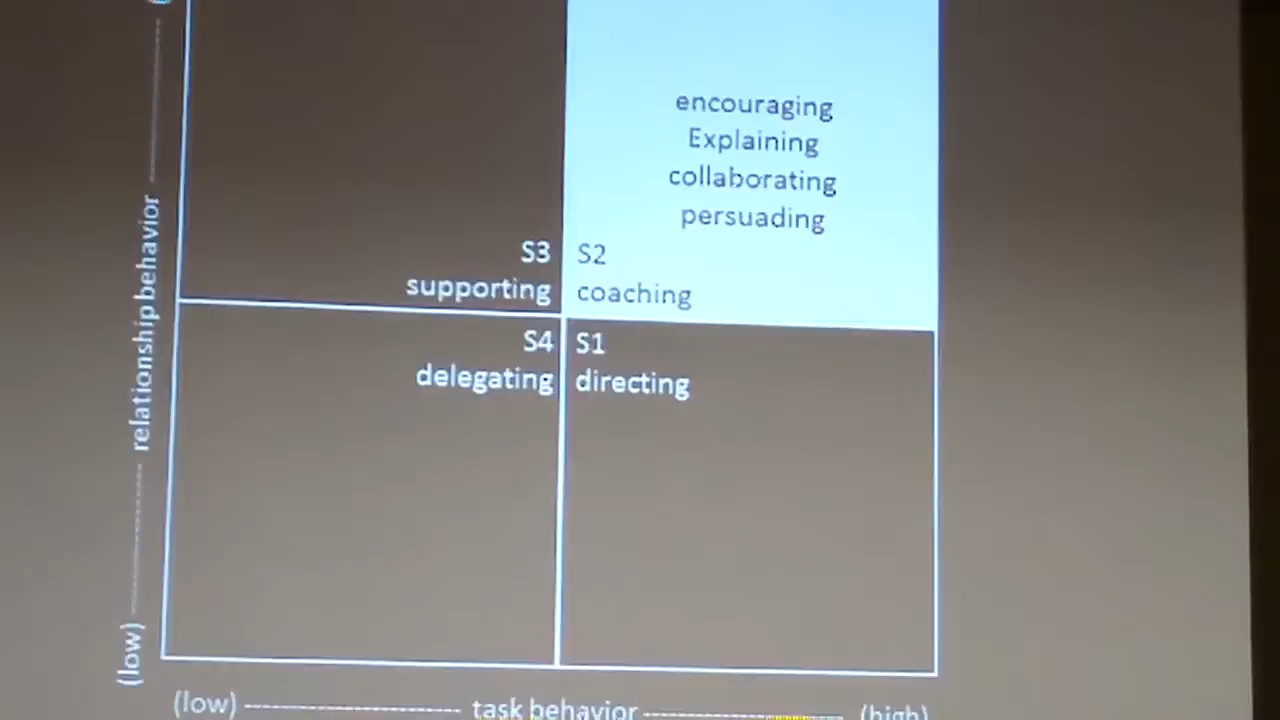 encouraging
Explaining
collaborating
persuading
S3
supporting
S2
coaching
S4
delegating
S1
directing
relationship behavior
(low)
(low)
task behavior
(high)